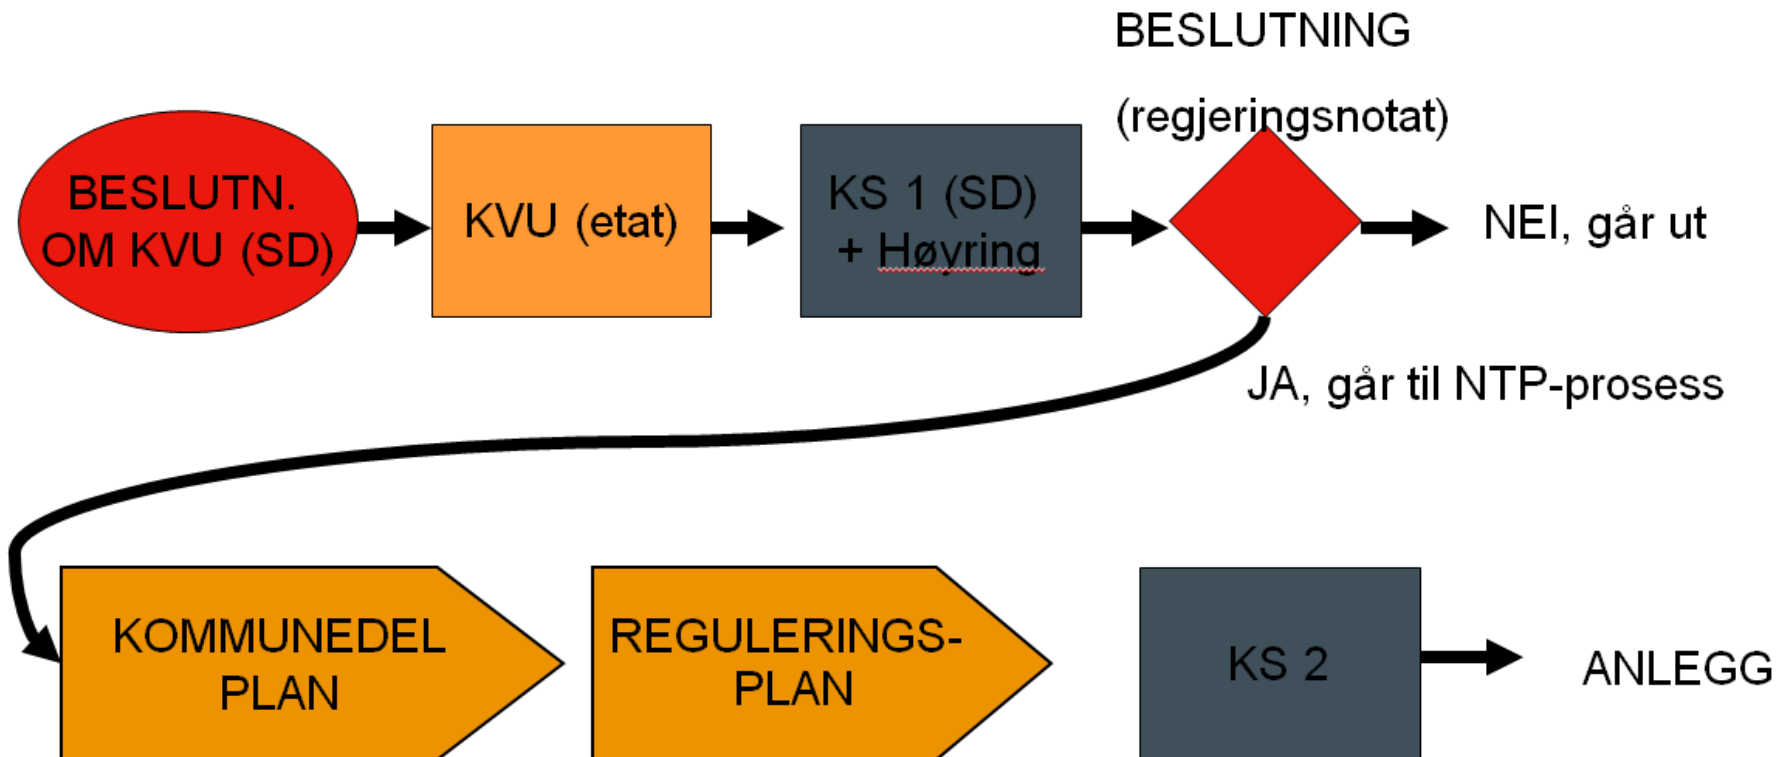 BESLUTNING
(regjeringsnotat)
BESLUTN.
OM KVU (SD)
KVU (etat)
KS 1 (SD)
+ Høyring
NEI, går ut
JA, går til NTP-prosess
KOMMUNEDEL
PLAN
REGULERINGS-
PLAN
KS 2
ANLEGG